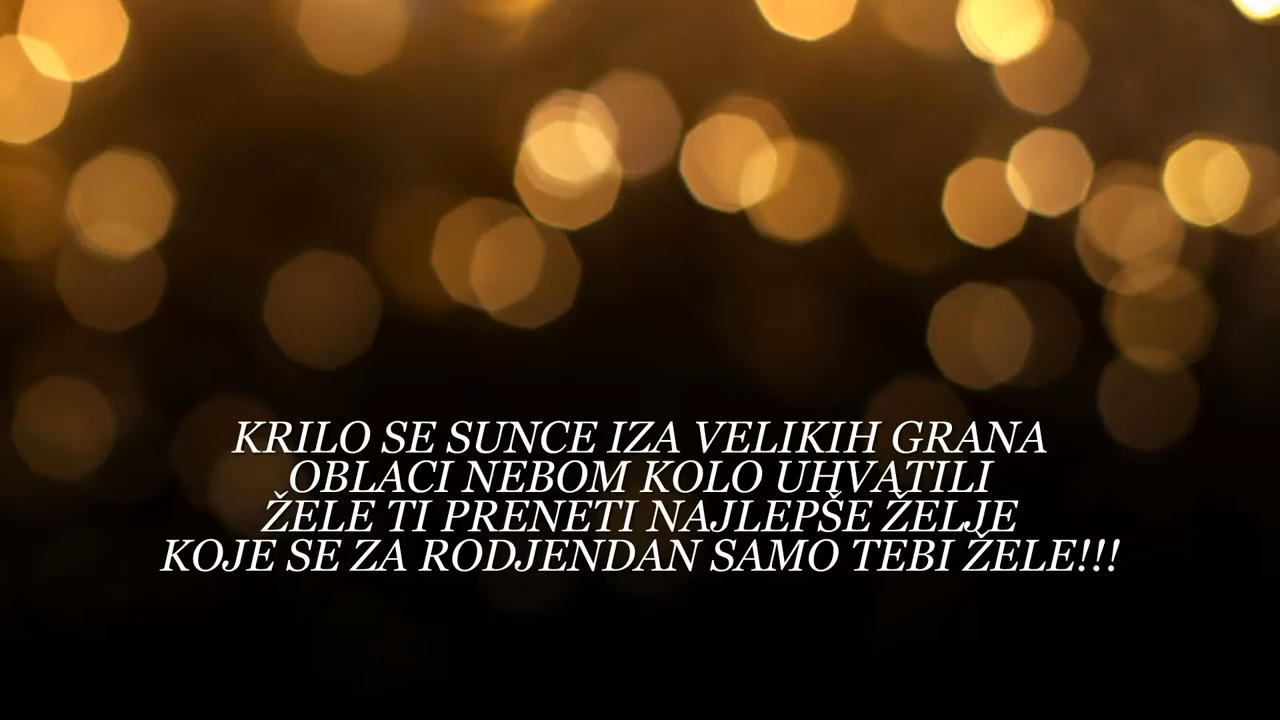 KRILO SE SUNCE IZA VELIKIH GRANA
OBLACI NEBOM KOLO UHVATILI
ŽELE TI PRENETI NAJLEPŠE ŽELJE
KOJE SE ZA RODJENDAN SAMO TEBI ŽELE!!!